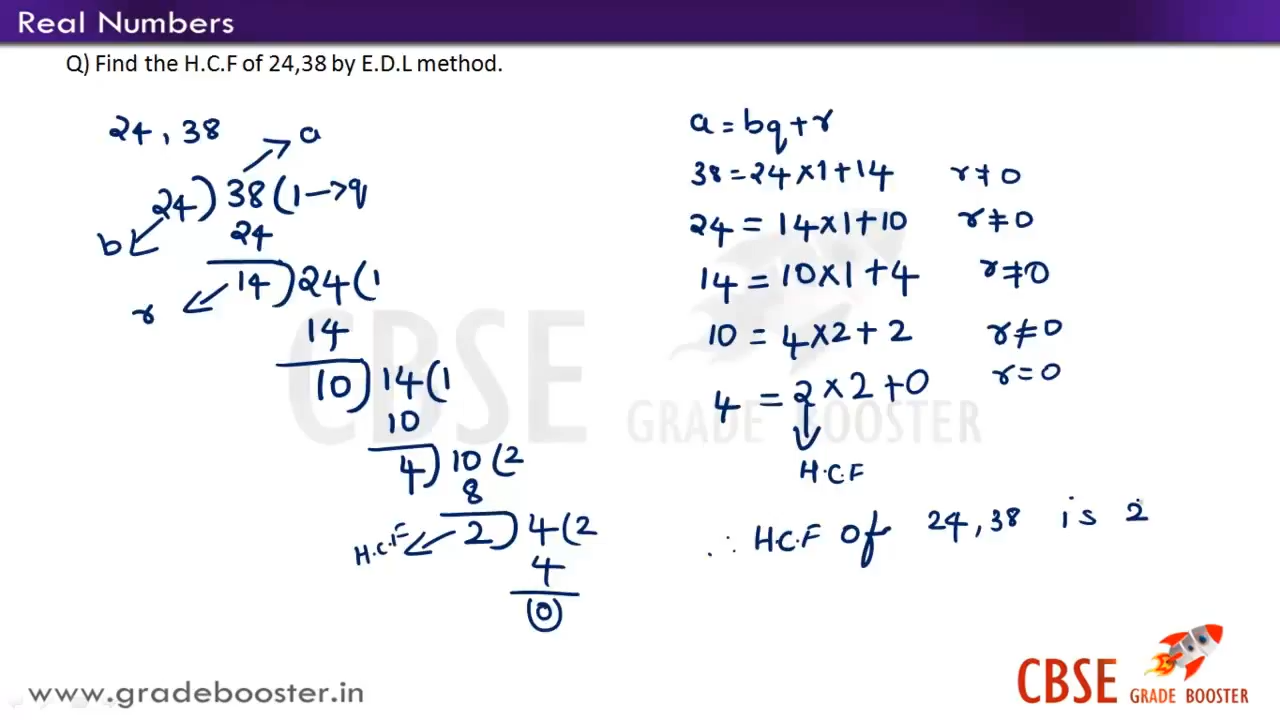 Real Numbers
Q) Find the H.C.F of 24,38 by E.D.L method.
24, 38
a
24) 38 (1 → q
b
24
14) 24 (1
r
14
10) 14 (1
10
4) 10 (2
8
H.C.F
2) 4 (2
4
0
a = bq + r
38 = 24 × 1 + 14 r ≠ 0
24 = 14 × 1 + 10 r ≠ 0
14 = 10 × 1 + 4 r ≠ 0
10 = 4 × 2 + 2 r ≠ 0
4 = 2 × 2 + 0 r = 0
H.C.F
∴ H.C.F of 24, 38 is 2
CBSE
GRADE BOOSTER
www.gradebooster.in
CBSE GRADE BOOSTER